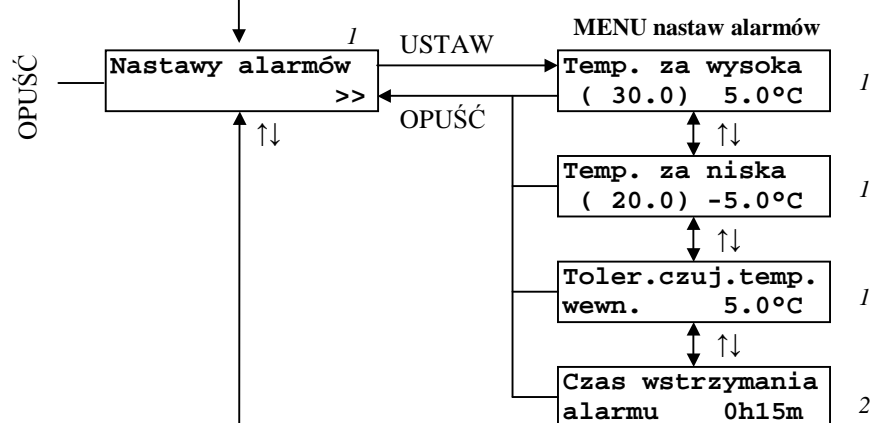 MENU nastaw alarmów
1
USTAW
Nastawy alarmów
>>
OPUŚĆ
OPUŚĆ
↑↓
Temp. za wysoka
( 30.0) 5.0°C
1
↑↓
Temp. za niska
( 20.0) -5.0°C
1
↑↓
Toler.czuj.temp.
wewn. 5.0°C
1
↑↓
Czas wstrzymania
alarmu 0h15m
2